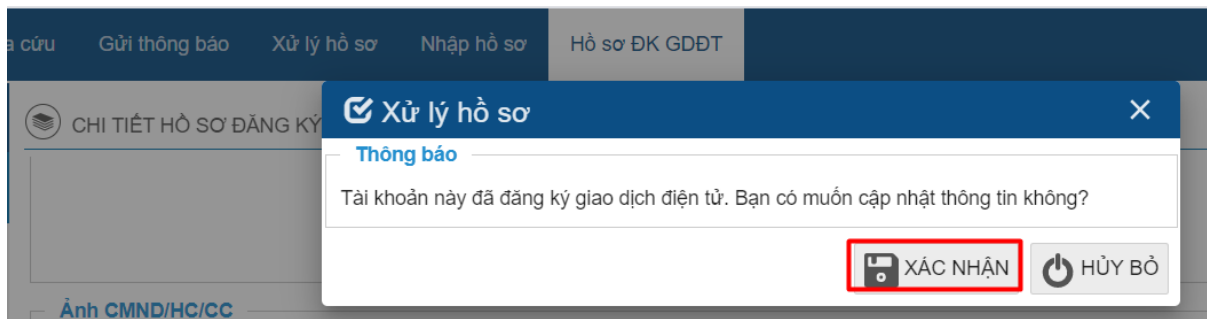 a cứu Gửi thông báo Xử lý hồ sơ Nhập hồ sơ Hồ sơ ĐK GDĐT
Xử lý hồ sơ
CHI TIẾT HỒ SƠ ĐĂNG KÝ
Thông báo
Tài khoản này đã đăng ký giao dịch điện tử. Bạn có muốn cập nhật thông tin không?
XÁC NHẬN HỦY BỎ
Ảnh CMND/HC/CC